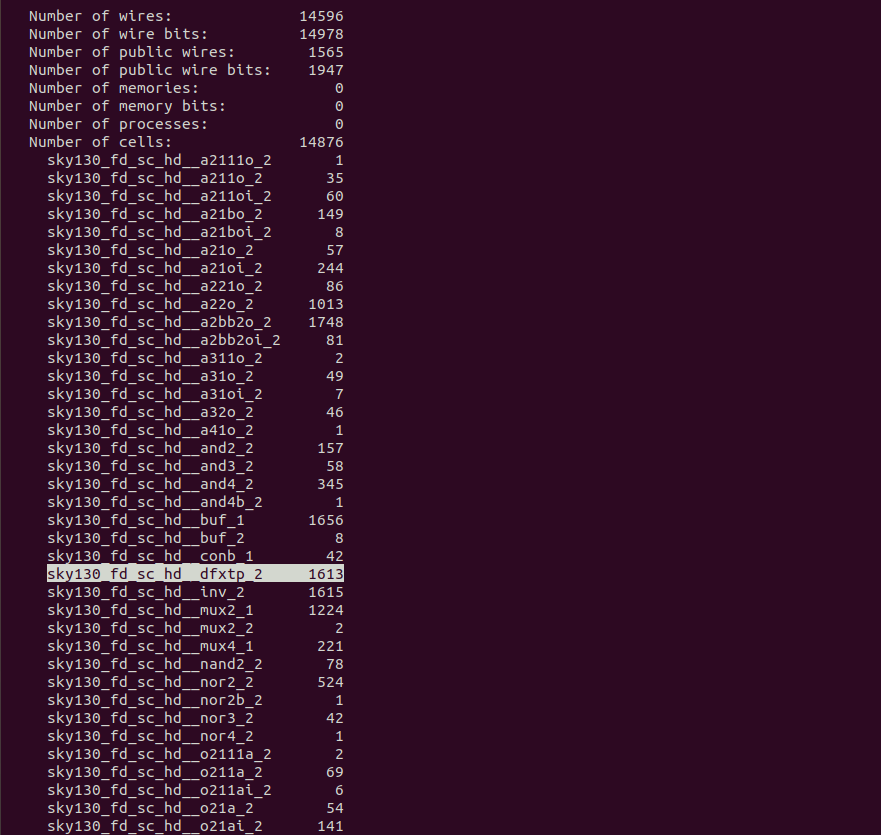 Number of wires: 14596
Number of wire bits: 14978
Number of public wires: 1565
Number of public wire bits: 1947
Number of memories: 0
Number of memory bits: 0
Number of processes: 0
Number of cells: 14876
sky130_fd_sc_hd__a2111o_2 1
sky130_fd_sc_hd__a211o_2 35
sky130_fd_sc_hd__a211oi_2 60
sky130_fd_sc_hd__a21bo_2 149
sky130_fd_sc_hd__a21boi_2 8
sky130_fd_sc_hd__a21o_2 57
sky130_fd_sc_hd__a21oi_2 244
sky130_fd_sc_hd__a221o_2 86
sky130_fd_sc_hd__a22o_2 1013
sky130_fd_sc_hd__a2bb2o_2 1748
sky130_fd_sc_hd__a2bb2oi_2 81
sky130_fd_sc_hd__a311o_2 2
sky130_fd_sc_hd__a31o_2 49
sky130_fd_sc_hd__a31oi_2 7
sky130_fd_sc_hd__a32o_2 46
sky130_fd_sc_hd__a41o_2 1
sky130_fd_sc_hd__and2_2 157
sky130_fd_sc_hd__and3_2 58
sky130_fd_sc_hd__and4_2 345
sky130_fd_sc_hd__and4b_2 1
sky130_fd_sc_hd__buf_1 1656
sky130_fd_sc_hd__buf_2 8
sky130_fd_sc_hd__conb_1 42
sky130_fd_sc_hd__dfxtp_2 1613
sky130_fd_sc_hd__inv_2 1615
sky130_fd_sc_hd__mux2_1 1224
sky130_fd_sc_hd__mux2_2 2
sky130_fd_sc_hd__mux4_1 221
sky130_fd_sc_hd__nand2_2 78
sky130_fd_sc_hd__nor2_2 524
sky130_fd_sc_hd__nor2b_2 1
sky130_fd_sc_hd__nor3_2 42
sky130_fd_sc_hd__nor4_2 1
sky130_fd_sc_hd__o2111a_2 2
sky130_fd_sc_hd__o211a_2 69
sky130_fd_sc_hd__o211ai_2 6
sky130_fd_sc_hd__o21a_2 54
sky130_fd_sc_hd__o21ai_2 141